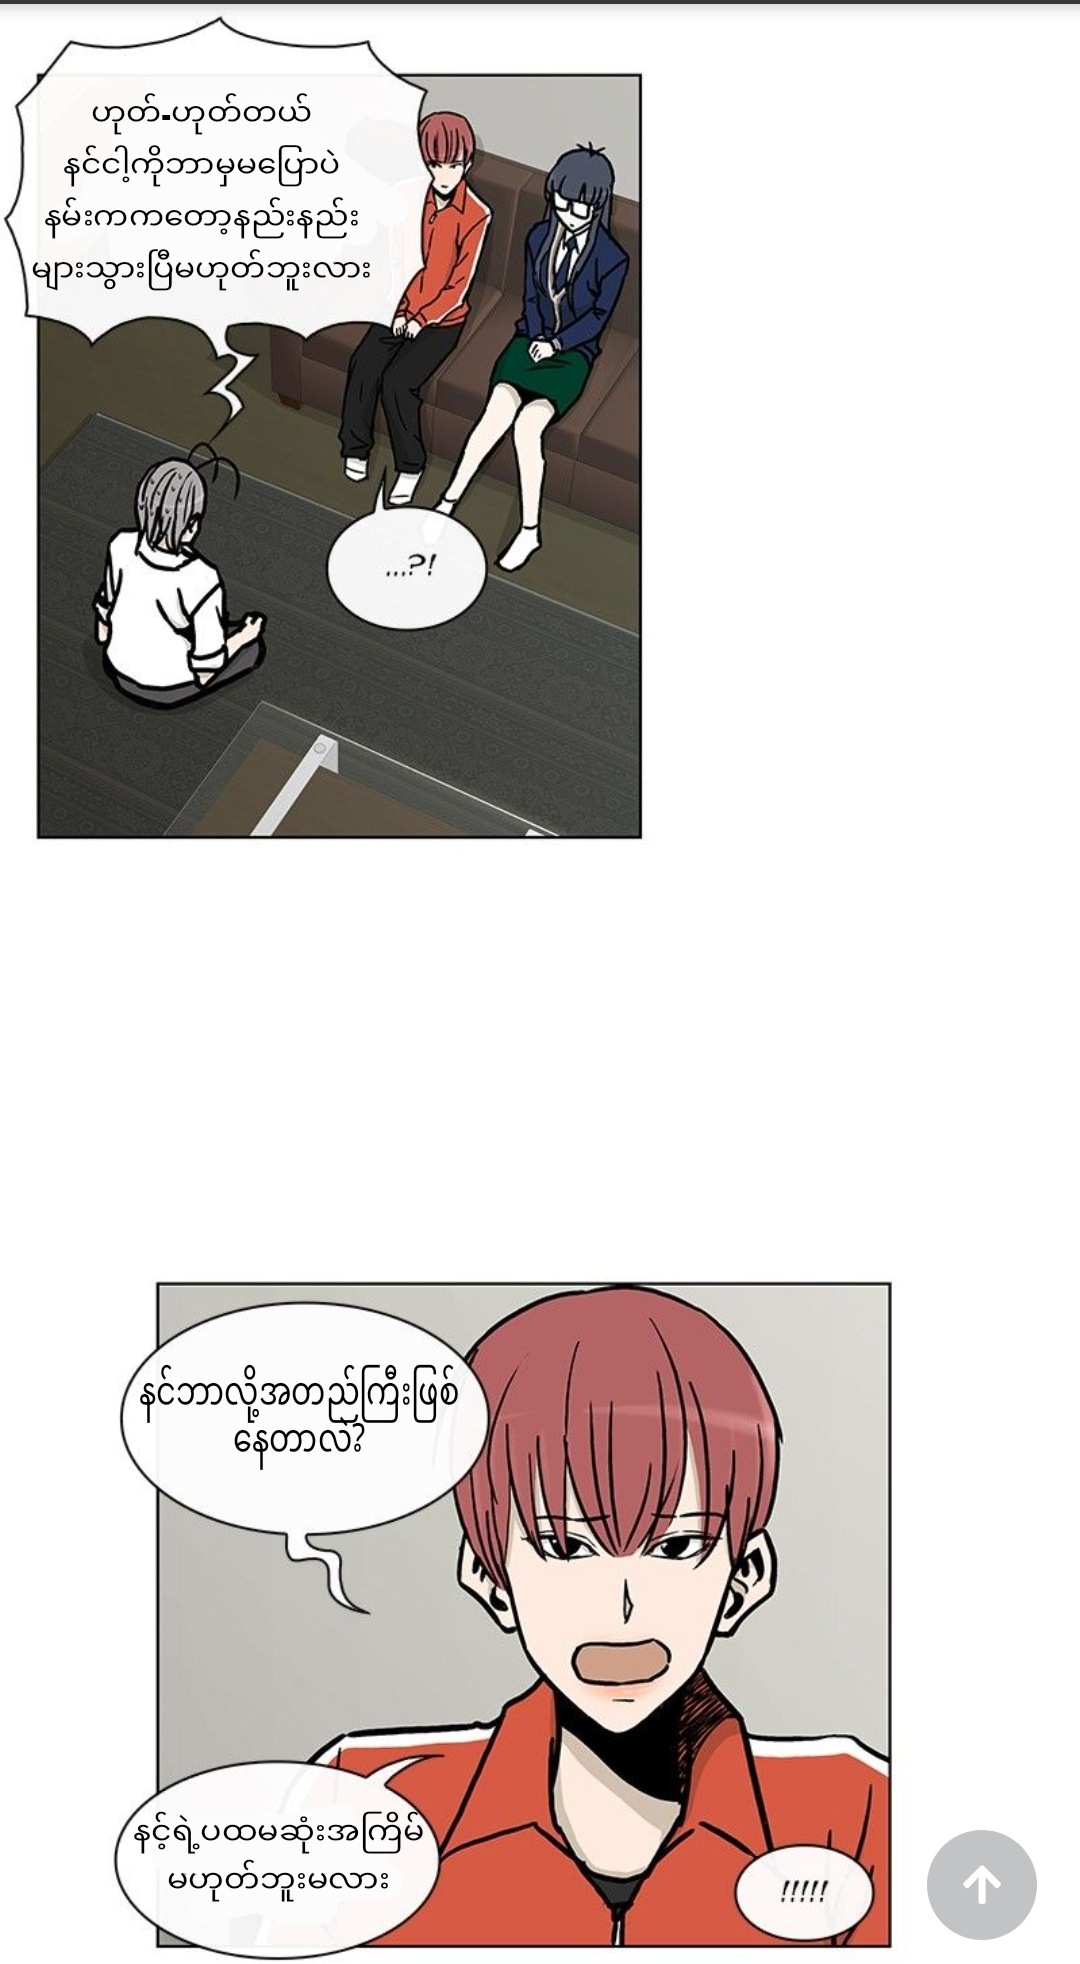 ဟုတ်-ဟုတ်တယ်
နင်ငါ့ကိုဘာမှမပြောပဲ
နမ်းကကတော့နည်းနည်း
များသွားပြီမဟုတ်ဘူးလား
...?!
နင်ဘာလို့အတည်ကြီးဖြစ်
နေတာလဲ?
နင့်ရဲ့ပထမဆုံးအကြိမ်
မဟုတ်ဘူးမလား
!!!!!